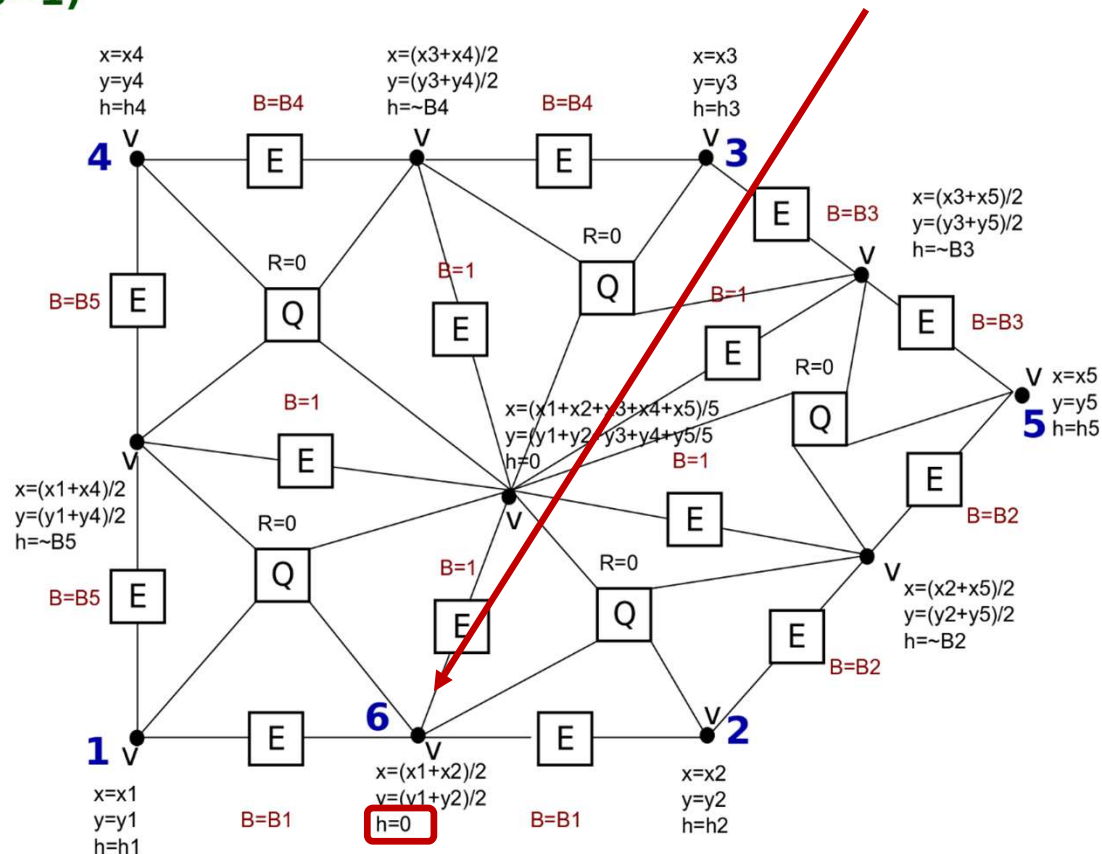 x=x4
y=y4
h=h4
V
4
B=B4
E
x=(x3+x4)/2
y=(y3+y4)/2
h=~B4
V
B=B4
E
x=x3
y=y3
h=h3
V
3
E
B=B3
x=(x3+x5)/2
y=(y3+y5)/2
h=~B3
V
B=B5
E
R=0
Q
B=1
E
R=0
Q
B=1
E
E
B=B3
R=0
Q
V
x=x5
y=y5
h=h5
5
B=1
E
x=(x1+x2+x3+x4+x5)/5
y=(y1+y2+y3+y4+y5/5
h=0
V
B=1
E
E
B=B2
V
x=(x1+x4)/2
y=(y1+y4)/2
h=~B5
R=0
Q
B=B5
E
B=1
E
R=0
Q
V
x=(x2+x5)/2
y=(y2+y5)/2
h=~B2
E
B=B2
1
V
x=x1
y=y1
h=h1
E
B=B1
6
V
x=(x1+x2)/2
y=(y1+y2)/2
h=0
E
B=B1
V
2
x=x2
y=y2
h=h2